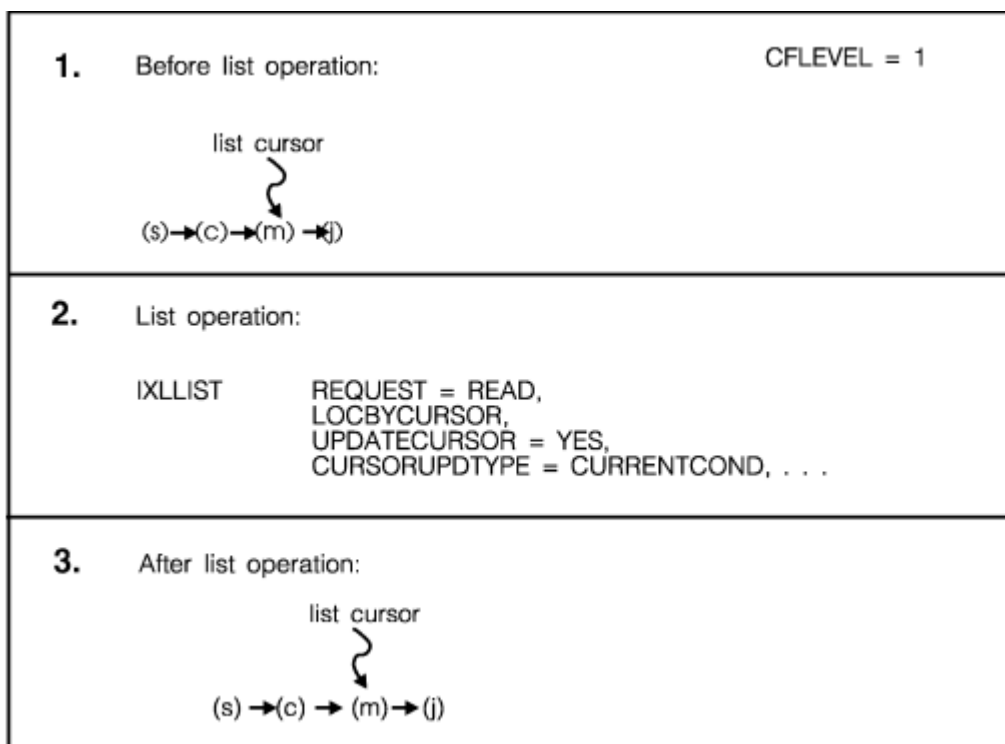 1. Before list operation: CFLEVEL = 1
list cursor
(s)→(c)→(m)→(j)
2. List operation:
IXLLIST REQUEST = READ,
LOCBYCURSOR,
UPDATECURSOR = YES,
CURSORUPDTYPE = CURRENTCOND, . . .
3. After list operation:
list cursor
(s)→(c)→(m)→(j)